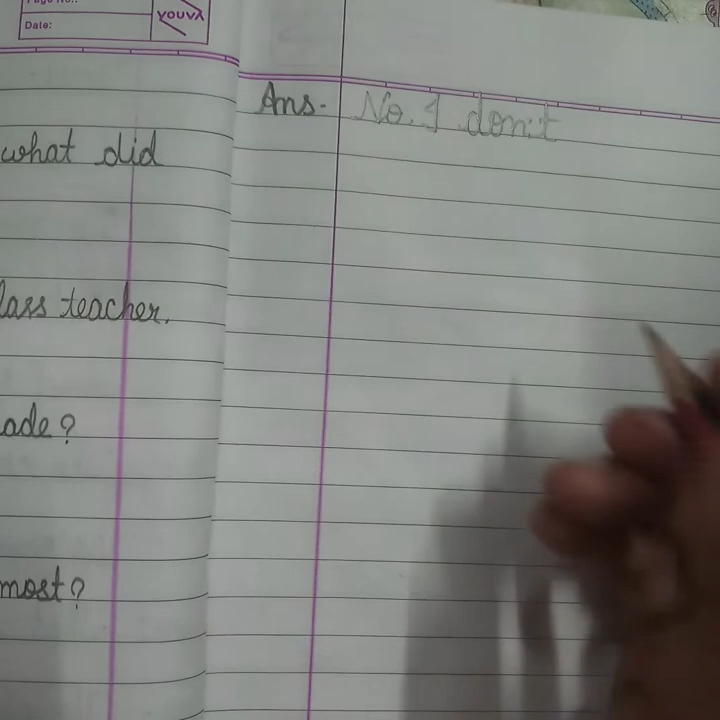 Date:
YOUVA
what did
lass teacher.
ade?
most?
Ans. No. I don't